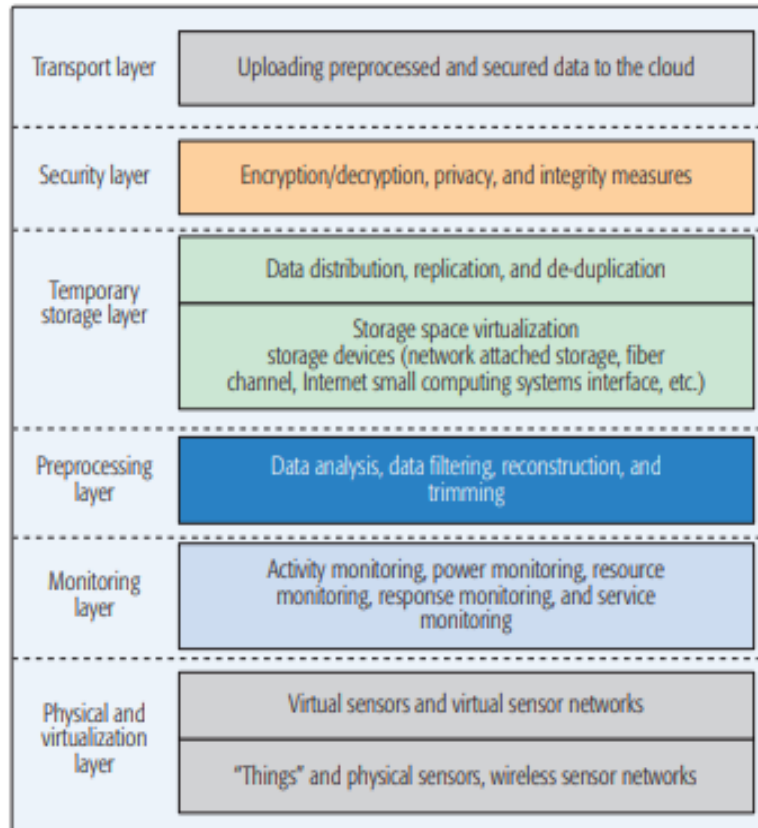 Transport layer
Uploading preprocessed and secured data to the cloud
Security layer
Encryption/decryption, privacy, and integrity measures
Temporary
storage layer
Data distribution, replication, and de-duplication
Storage space virtualization
storage devices (network attached storage, fiber
channel, Internet small computing systems interface, etc.)
Preprocessing
layer
Data analysis, data filtering, reconstruction, and
trimming
Monitoring
layer
Activity monitoring, power monitoring, resource
monitoring, response monitoring, and service
monitoring
Physical and
virtualization
layer
Virtual sensors and virtual sensor networks
“Things” and physical sensors, wireless sensor networks